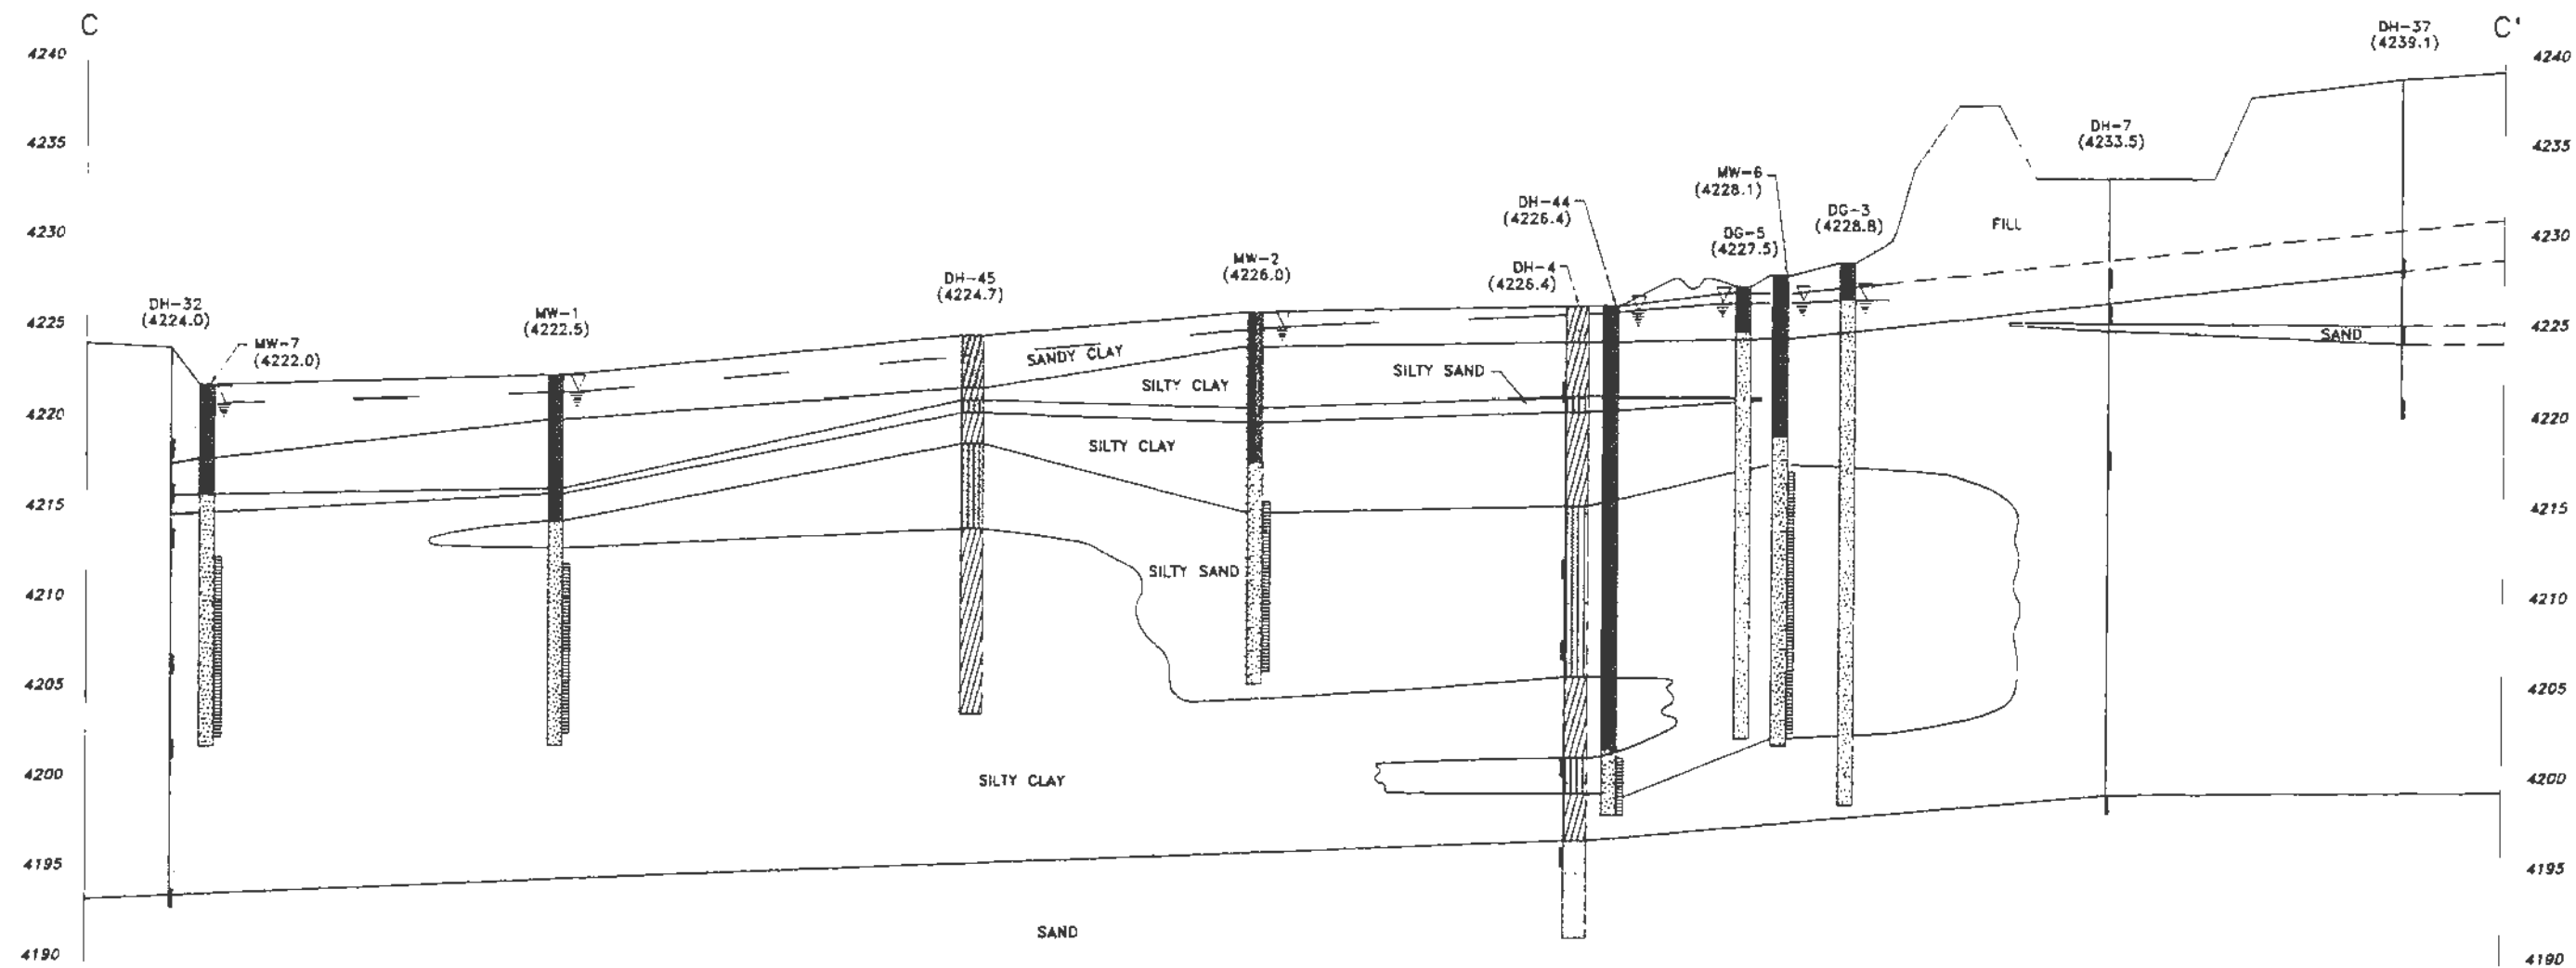 C
C'
4240
4235
4230
4225
4220
4215
4210
4205
4200
4195
4190
DH-32
(4224.0)
MW-7
(4222.0)
MW-1
(4222.5)
DH-45
(4224.7)
MW-2
(4226.0)
DH-4
(4226.4)
DH-44
(4226.4)
DG-5
(4227.5)
MW-6
(4228.1)
DG-3
(4228.8)
DH-7
(4233.5)
DH-37
(4239.1)
FILL
SANDY CLAY
SILTY CLAY
SILTY SAND
SILTY CLAY
SILTY SAND
SILTY CLAY
SAND
SAND
4240
4235
4230
4225
4220
4215
4210
4205
4200
4195
4190